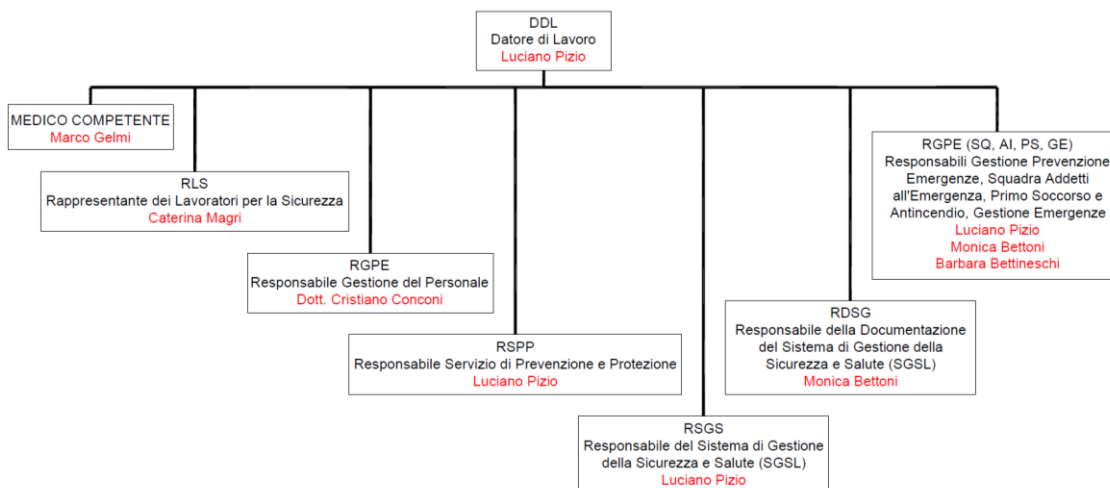 DDL
Datore di Lavoro
Luciano Pizio
MEDICO COMPETENTE
Marco Gelmi
RLS
Rappresentante dei Lavoratori per la Sicurezza
Caterina Magri
RGPE
Responsabile Gestione del Personale
Dott. Cristiano Conconi
RSPP
Responsabile Servizio di Prevenzione e Protezione
Luciano Pizio
RSGS
Responsabile del Sistema di Gestione
della Sicurezza e Salute (SGSL)
Luciano Pizio
RDSG
Responsabile della Documentazione
del Sistema di Gestione della
Sicurezza e Salute (SGSL)
Monica Bettoni
RGPE (SQ, AI, PS, GE)
Responsabili Gestione Prevenzione
Emergenze, Squadra Addetti
all'Emergenza, Primo Soccorso e
Antincendio, Gestione Emergenze
Luciano Pizio
Monica Bettoni
Barbara Bettineschi